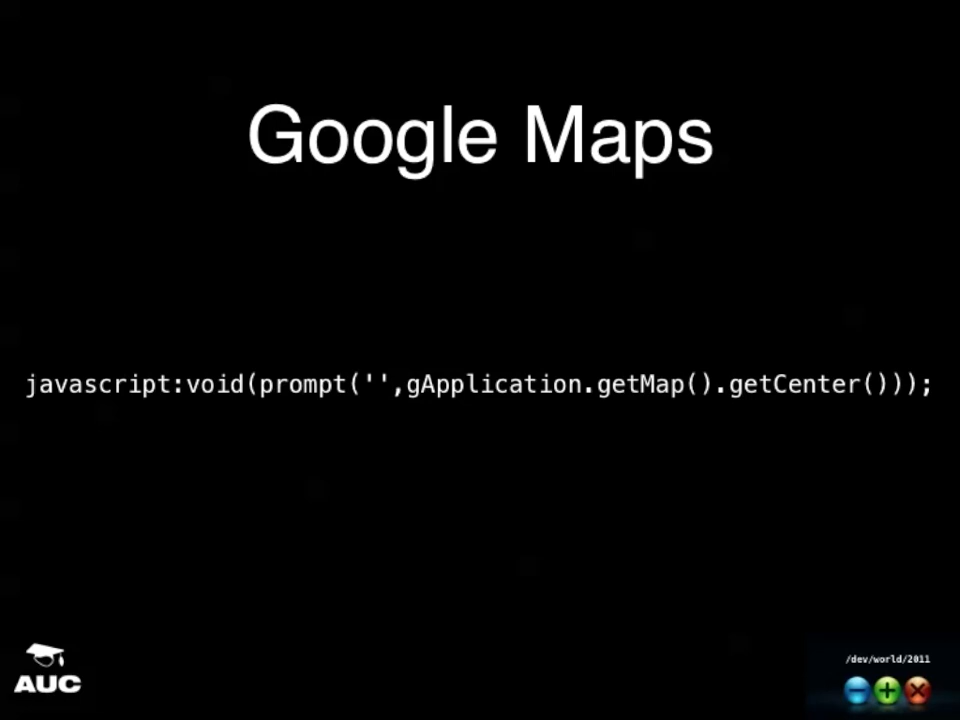 Google Maps
javascript:void(prompt('',gApplication.getMap().getCenter()));
AUC
/dev/world/2011